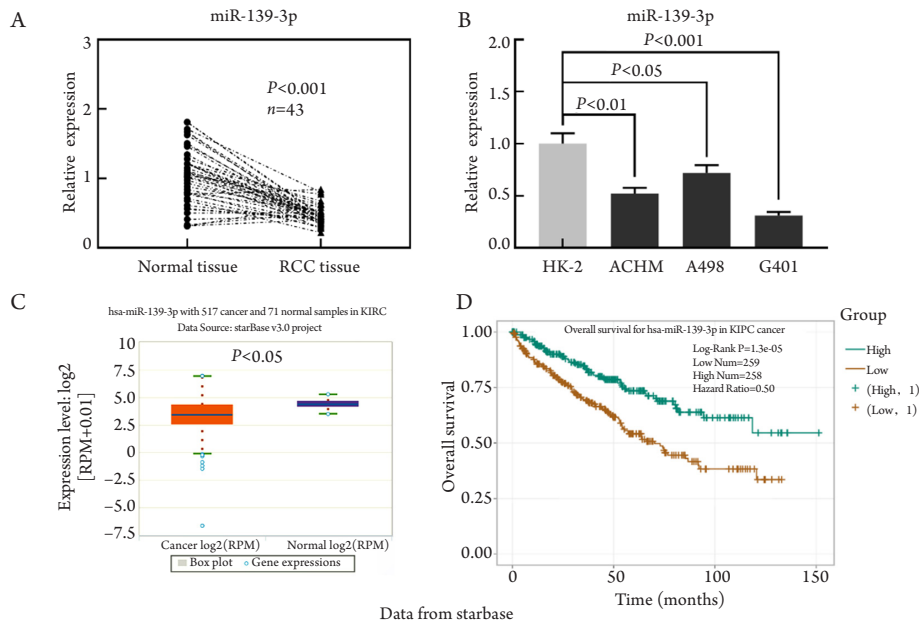 A
miR-139-3p
Relative expression
3
2
1
0
P<0.001
n=43
Normal tissue
RCC tissue
B
miR-139-3p
Relative expression
2.0
1.5
1.0
0.5
0.0
P<0.001
P<0.05
P<0.01
HK-2
ACHM
A498
G401
C
hsa-miR-139-3p with 517 cancer and 71 normal samples in KIRC
Data Source: starBase v3.0 project
P<0.05
Expression level:log2
[RPM+0.01]
10
7.5
5.0
2.5
0
−2.5
−5.0
−7.5
Cancer log2(RPM)
Normal log2(RPM)
Box plot
Gene expressions
D
Overall survival for hsa-miR-139-3p in KIPC cancer
Log-Rank P=1.3e-05
Low Num=259
High Num=258
Hazard Ratio=0.50
Overall survival
1.00
0.75
0.50
0.25
0.00
0
50
100
150
Time (months)
Group
High
Low
(High, 1)
(Low, 1)
Data from starbase